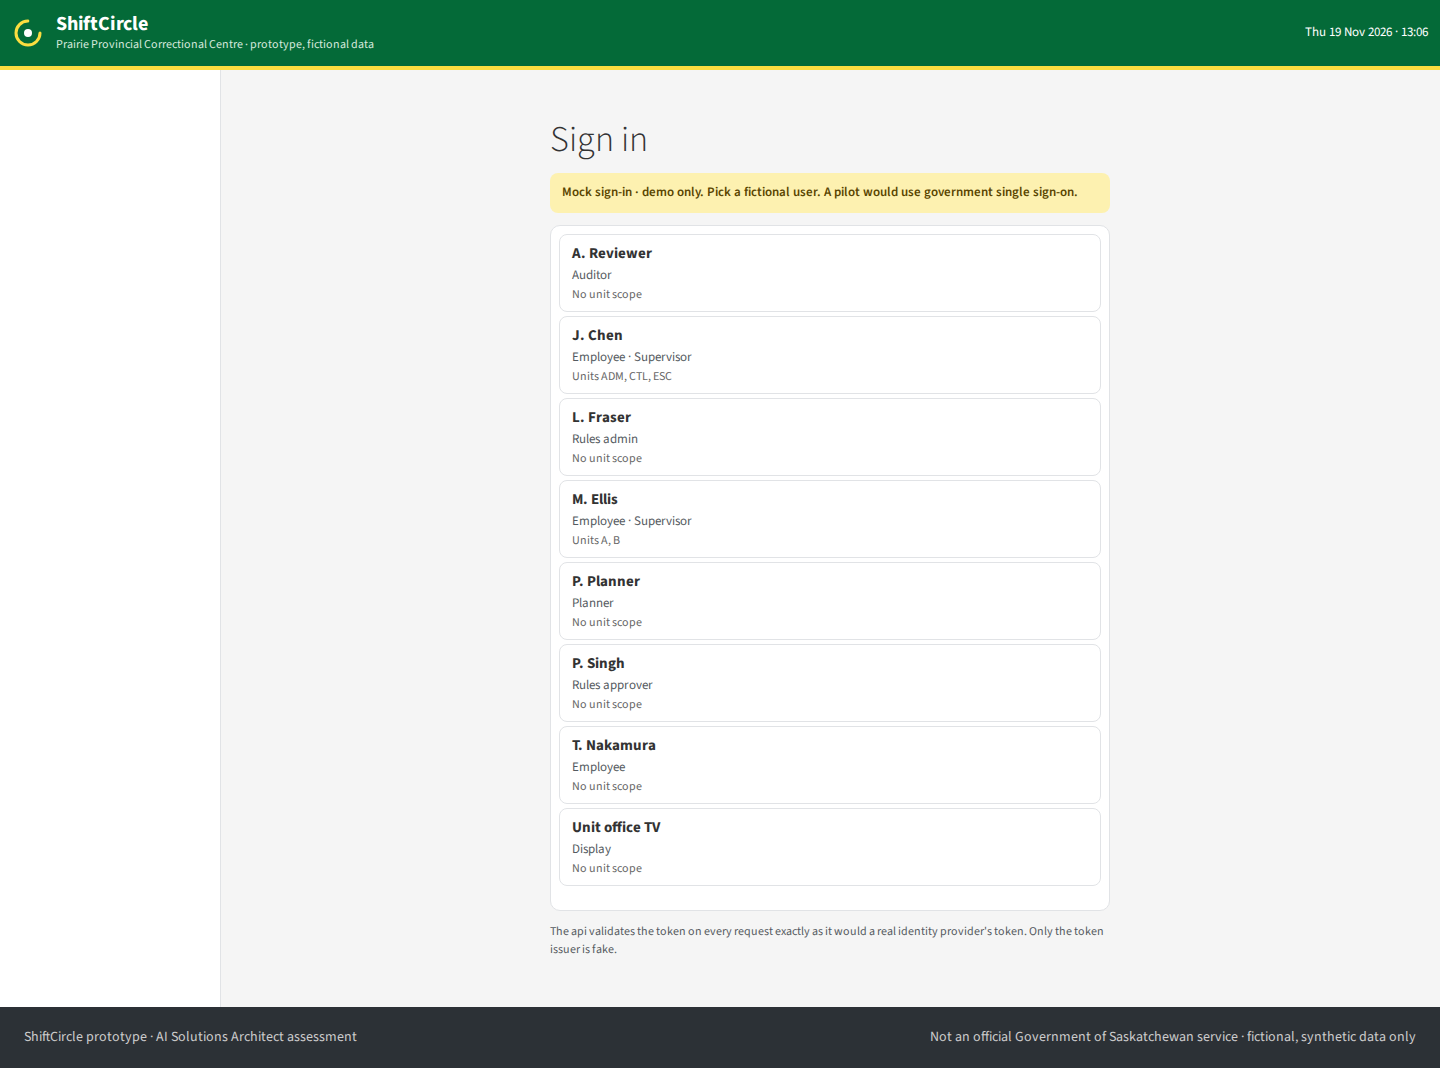 ShiftCircle
Prairie Provincial Correctional Centre · prototype, fictional data
Thu 19 Nov 2026 · 13:06
Sign in
Mock sign-in · demo only. Pick a fictional user. A pilot would use government single sign-on.
A. Reviewer
Auditor
No unit scope
J. Chen
Employee · Supervisor
Units ADM, CTL, ESC
L. Fraser
Rules admin
No unit scope
M. Ellis
Employee · Supervisor
Units A, B
P. Planner
Planner
No unit scope
P. Singh
Rules approver
No unit scope
T. Nakamura
Employee
No unit scope
Unit office TV
Display
No unit scope
The api validates the token on every request exactly as it would a real identity provider's token. Only the token
issuer is fake.
ShiftCircle prototype · AI Solutions Architect assessment
Not an official Government of Saskatchewan service · fictional, synthetic data only